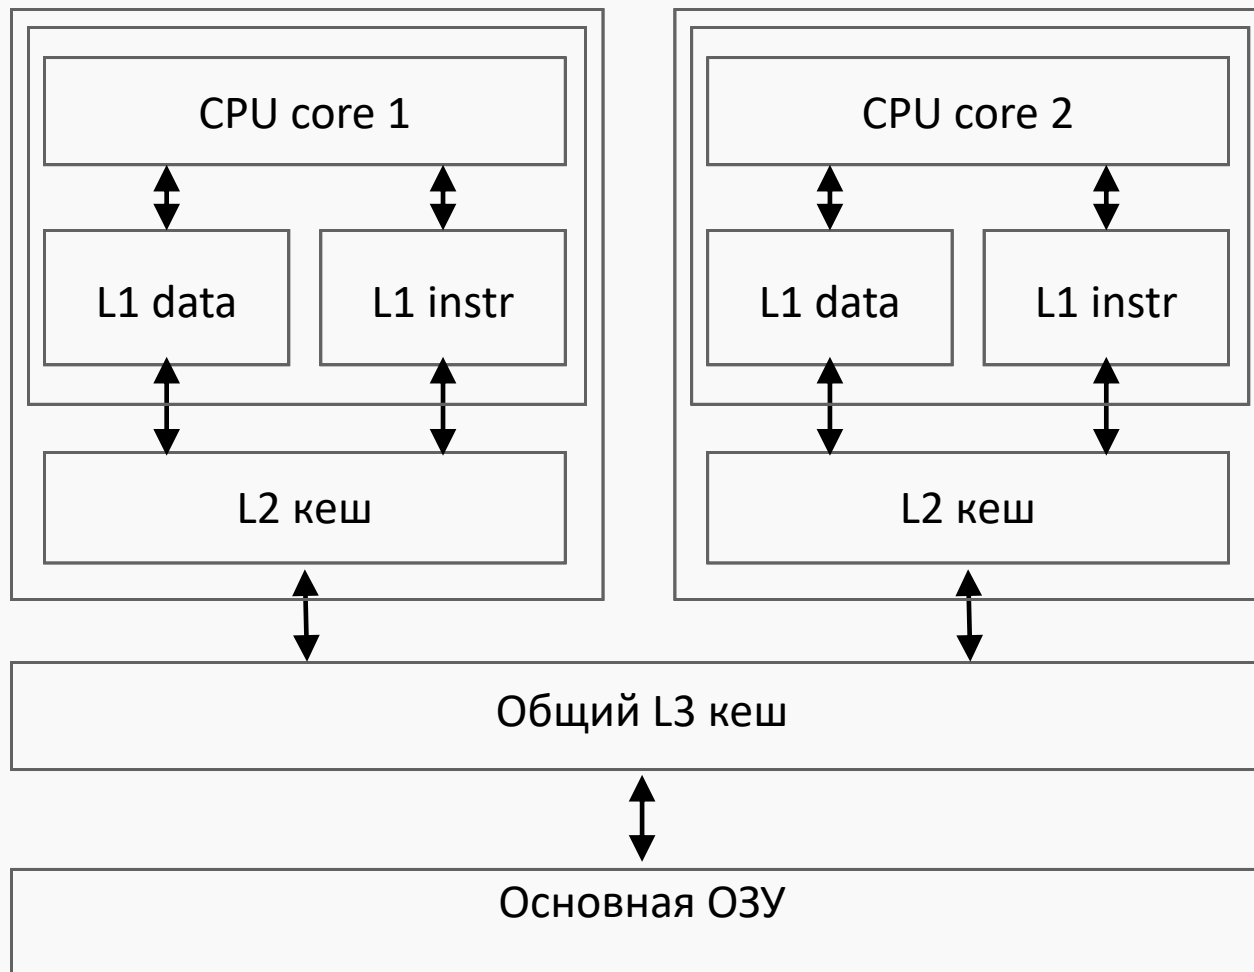 CPU core 1
CPU core 2
L1 data
L1 instr
L1 data
L1 instr
L2 кеш
L2 кеш
Общий L3 кеш
Основная ОЗУ